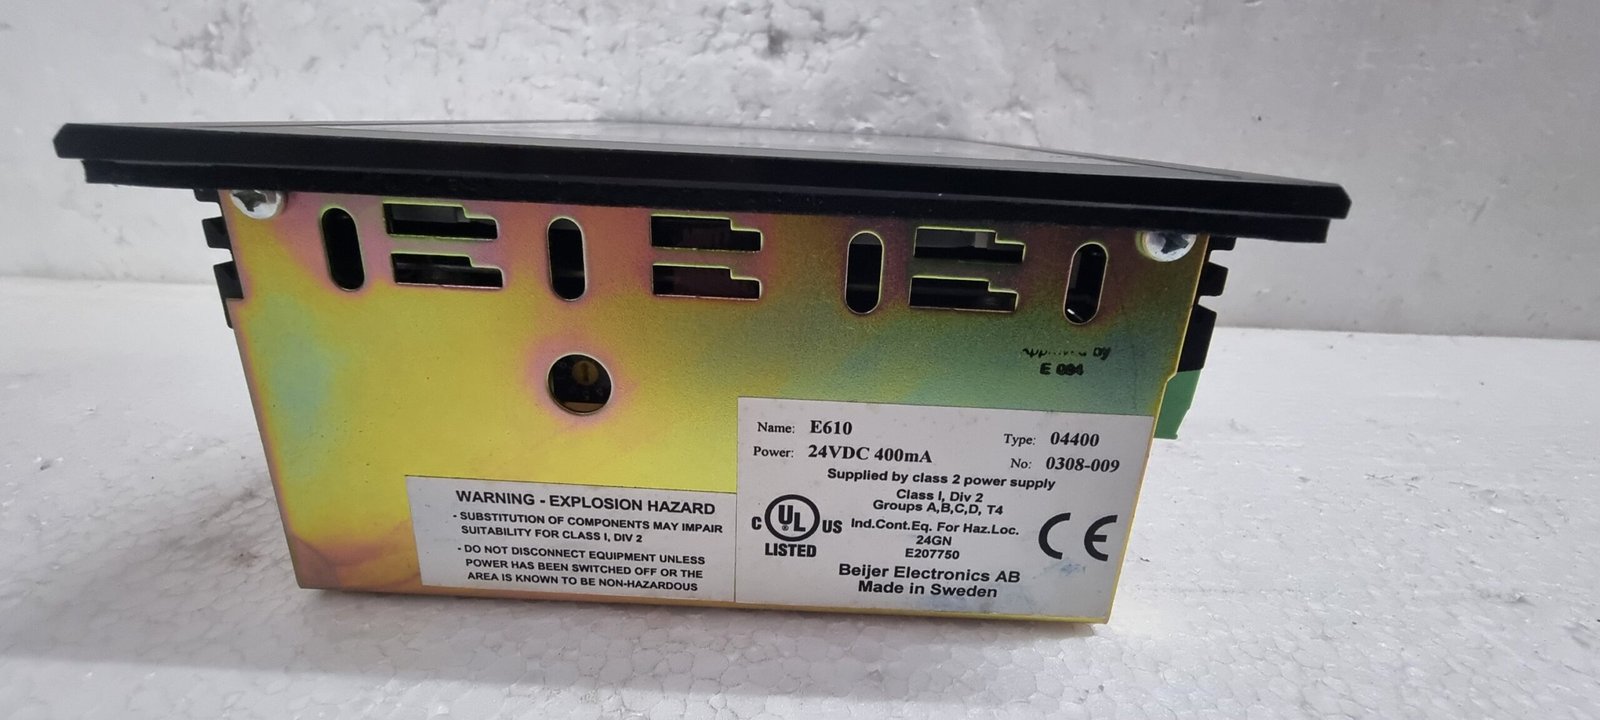 by
E 094
Name: E610 Type: 04400
Power: 24VDC 400mA No: 0308-009
Supplied by class 2 power supply
Class I, Div 2
Groups A,B,C,D, T4
C UL US
LISTED
Ind.Cont.Eq. For Haz.Loc.
24GN
E207750
CE
Beijer Electronics AB
Made in Sweden
WARNING - EXPLOSION HAZARD
- SUBSTITUTION OF COMPONENTS MAY IMPAIR
SUITABILITY FOR CLASS I, DIV 2
- DO NOT DISCONNECT EQUIPMENT UNLESS
POWER HAS BEEN SWITCHED OFF OR THE
AREA IS KNOWN TO BE NON-HAZARDOUS